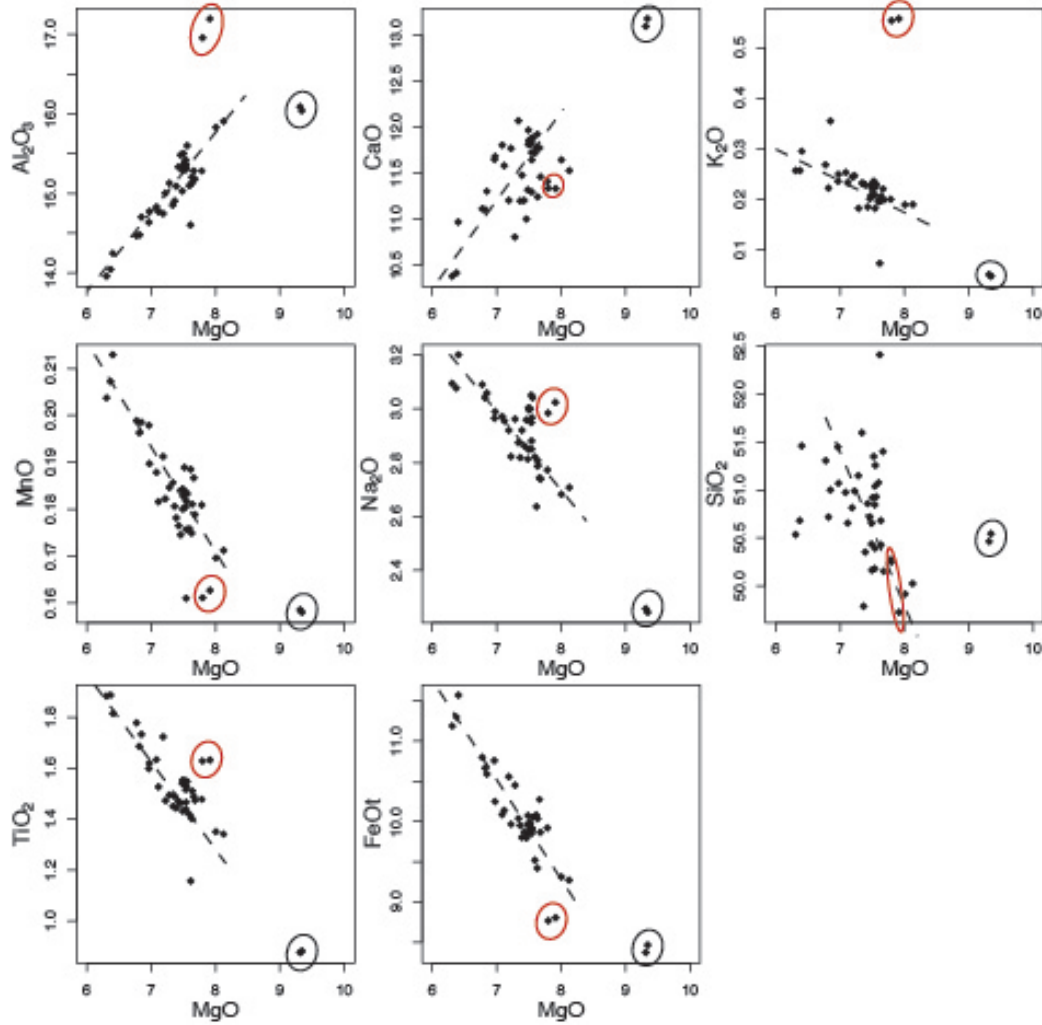 Al₂O₃
17.0
16.0
15.0
14.0
6 7 8 9 10
MgO
CaO
13.0
12.5
12.0
11.5
11.0
10.5
6 7 8 9 10
MgO
K₂O
0.5
0.4
0.3
0.2
0.1
6 7 8 9 10
MgO
MnO
0.21
0.20
0.19
0.18
0.17
0.16
6 7 8 9 10
MgO
Na₂O
3.2
3.0
2.8
2.6
2.4
6 7 8 9 10
MgO
SiO₂
52.5
52.0
51.5
51.0
50.5
50.0
6 7 8 9 10
MgO
TiO₂
1.8
1.6
1.4
1.2
1.0
6 7 8 9 10
MgO
FeOt
11.0
10.0
9.0
6 7 8 9 10
MgO